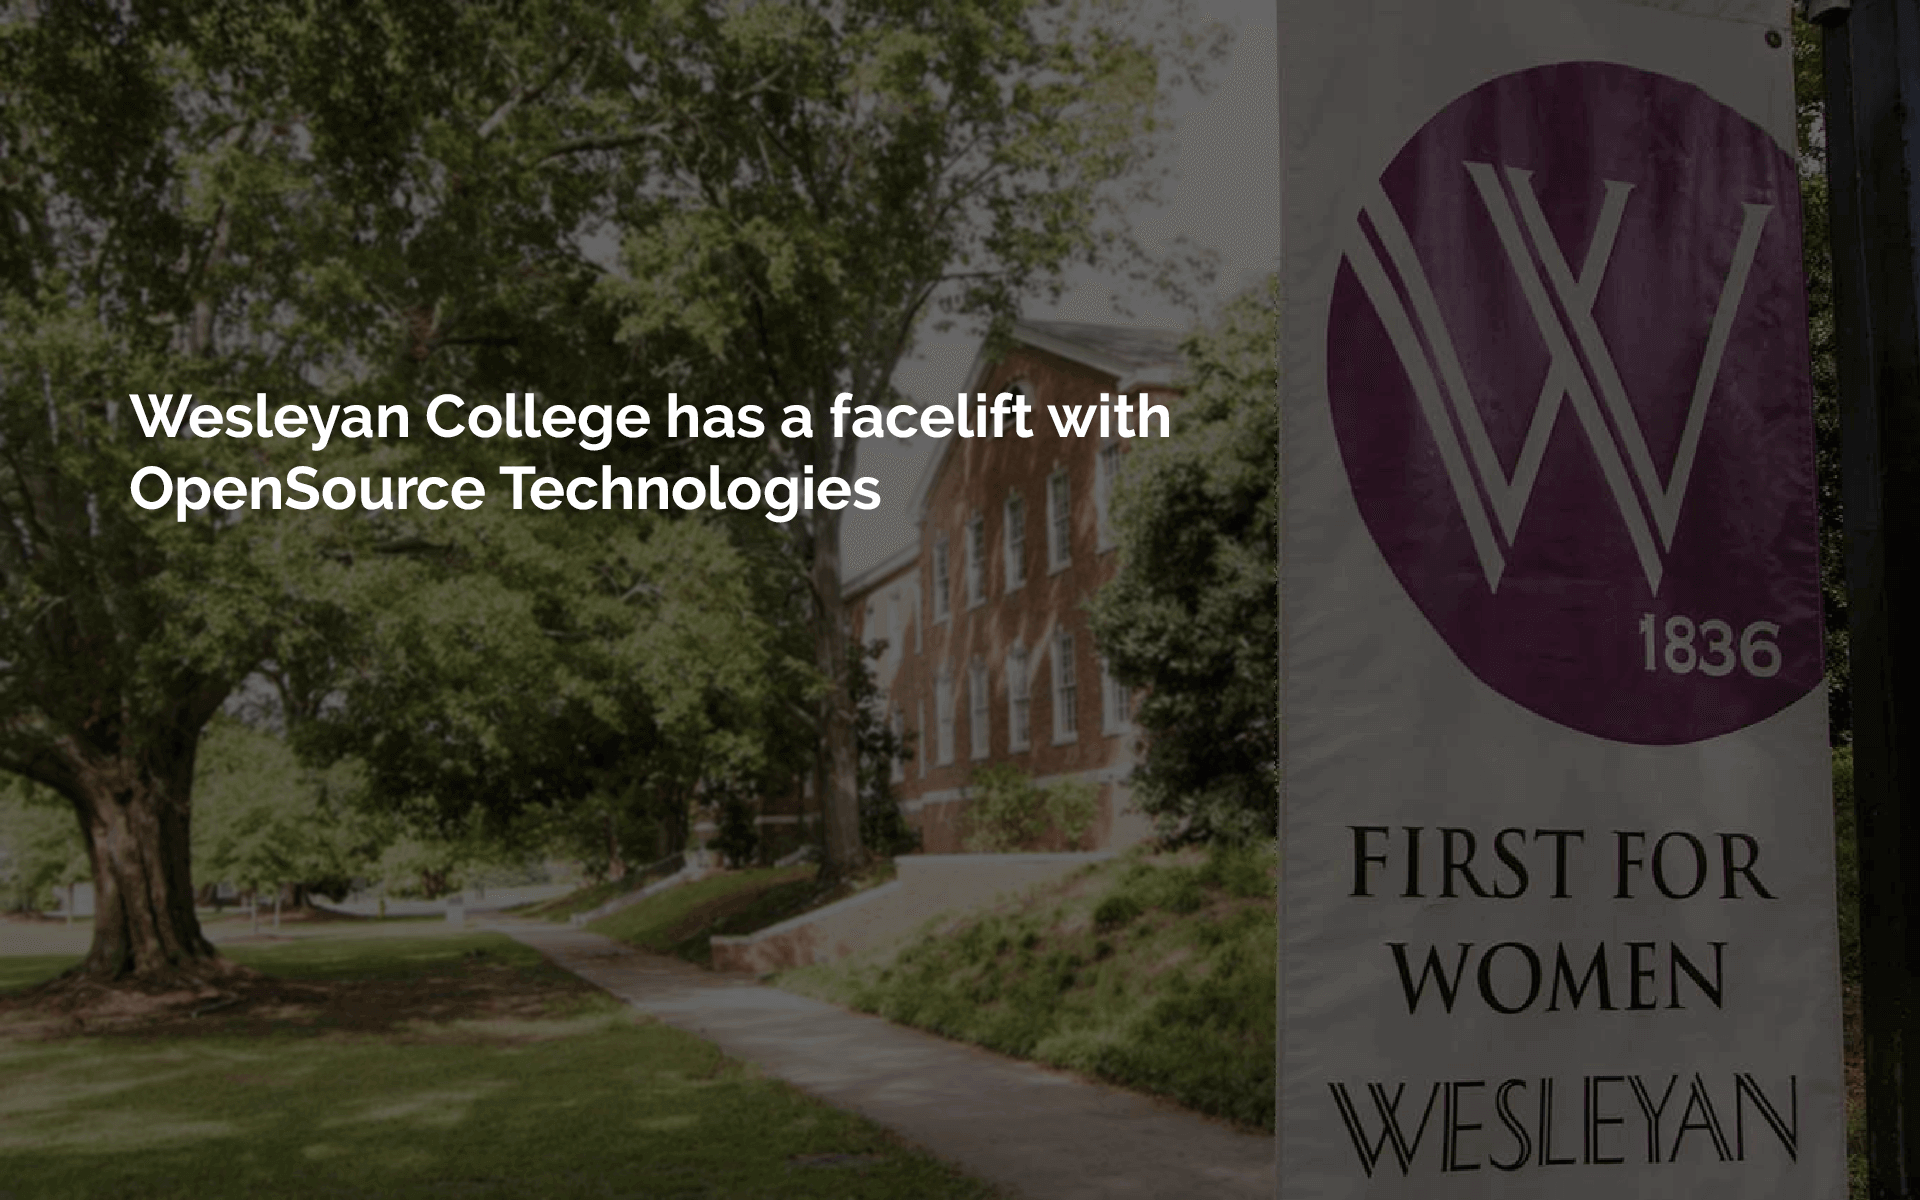 Wesleyan College has a facelift with
OpenSource Technologies
W
1836
FIRST FOR
WOMEN
WESLEYAN